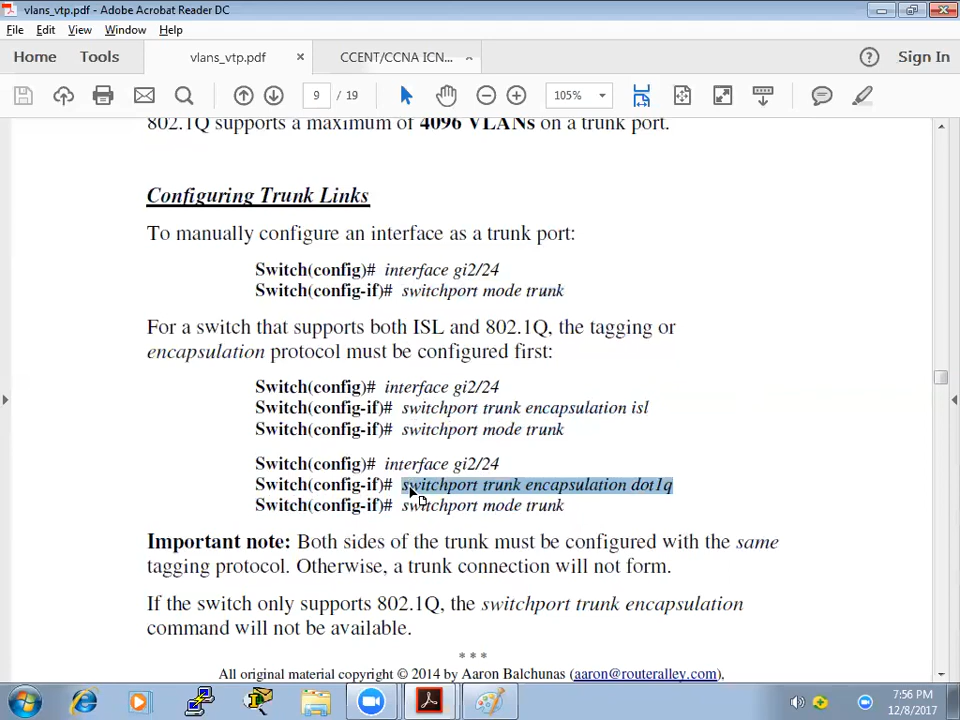 vlans_vtp.pdf - Adobe Acrobat Reader DC
File Edit View Window Help
Home Tools vlans_vtp.pdf × CCENT/CCNA ICN... Sign In
9 / 19 105%
802.1Q supports a maximum of 4096 VLANs on a trunk port.
Configuring Trunk Links
To manually configure an interface as a trunk port:
Switch(config)# interface gi2/24
Switch(config-if)# switchport mode trunk
For a switch that supports both ISL and 802.1Q, the tagging or
encapsulation protocol must be configured first:
Switch(config)# interface gi2/24
Switch(config-if)# switchport trunk encapsulation isl
Switch(config-if)# switchport mode trunk
Switch(config)# interface gi2/24
Switch(config-if)# switchport trunk encapsulation dot1q
Switch(config-if)# switchport mode trunk
Important note: Both sides of the trunk must be configured with the same
tagging protocol. Otherwise, a trunk connection will not form.
If the switch only supports 802.1Q, the switchport trunk encapsulation
command will not be available.
* * *
All original material copyright © 2014 by Aaron Balchunas (aaron@routeralley.com),
7:56 PM
12/8/2017